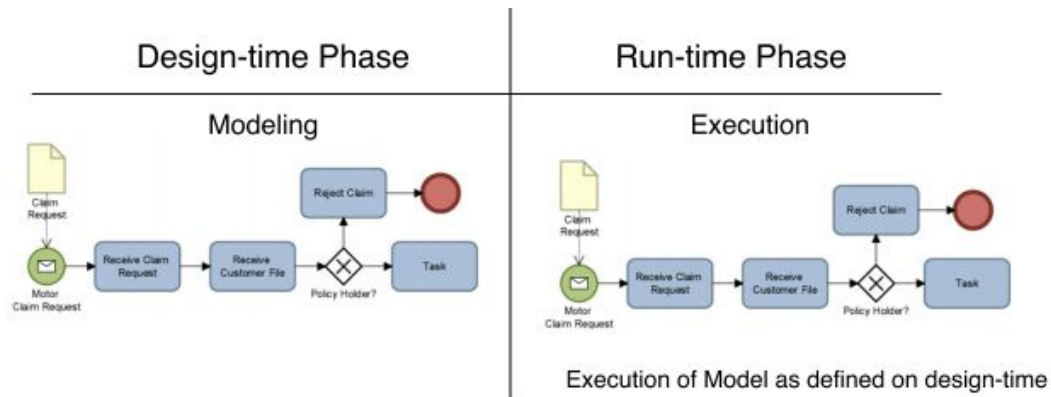 Design-time Phase
Run-time Phase
Modeling
Execution
Claim
Request
Reject Claim
Receive Claim
Request
Receive
Customer File
Task
Policy Holder?
Motor
Claim Request
Claim
Request
Reject Claim
Receive Claim
Request
Receive
Customer File
Task
Policy Holder?
Motor
Claim Request
Execution of Model as defined on design-time